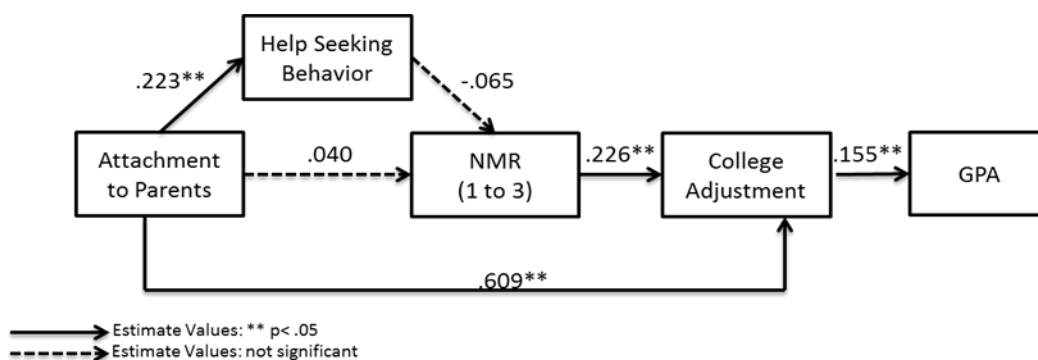 Help Seeking
Behavior
.223**
-.065
Attachment
to Parents
.040
NMR
(1 to 3)
.226**
College
Adjustment
.155**
GPA
.609**
Estimate Values: ** p< .05
Estimate Values: not significant